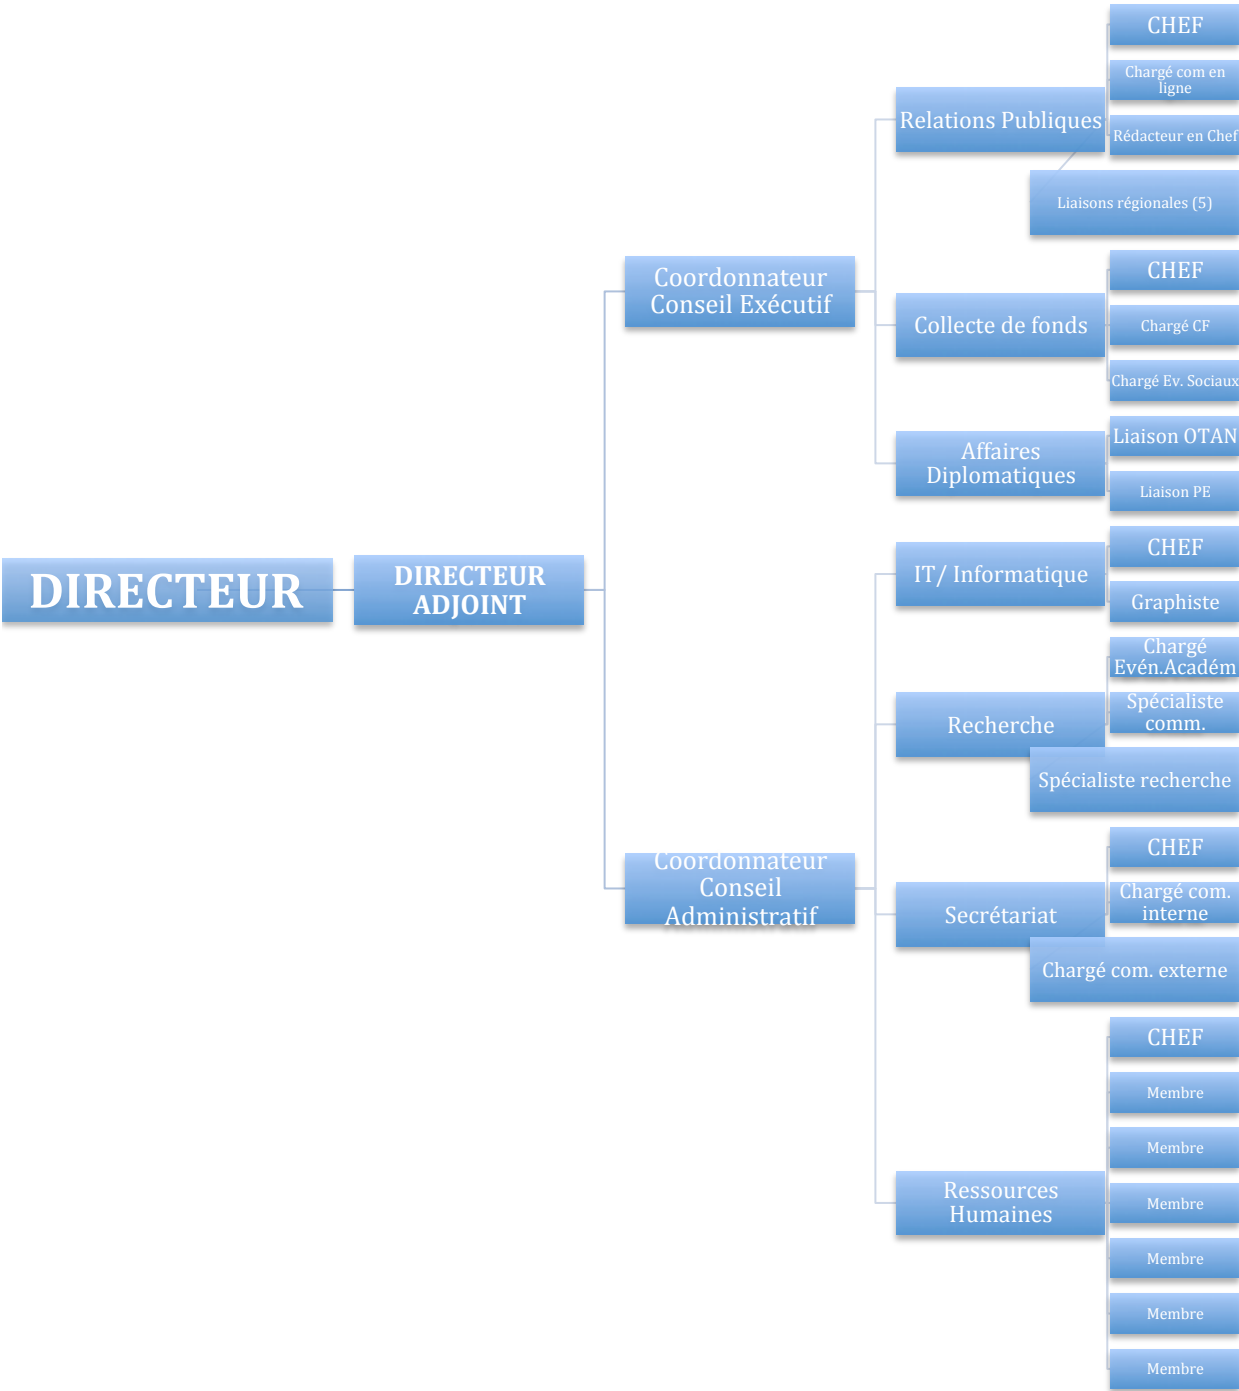 DIRECTEUR
DIRECTEUR
ADJOINT
Coordonnateur
Conseil Exécutif
Relations Publiques
CHEF
Chargé com en
ligne
Rédacteur en Chef
Liaisons régionales (5)
Collecte de fonds
CHEF
Chargé CF
Chargé Ev. Sociaux
Affaires
Diplomatiques
Liaison OTAN
Liaison PE
Coordonnateur
Conseil
Administratif
IT/ Informatique
CHEF
Graphiste
Recherche
Chargé
Evén.Académ
Spécialiste
comm.
Spécialiste recherche
Secrétariat
CHEF
Chargé com.
interne
Chargé com. externe
Ressources
Humaines
CHEF
Membre
Membre
Membre
Membre
Membre
Membre